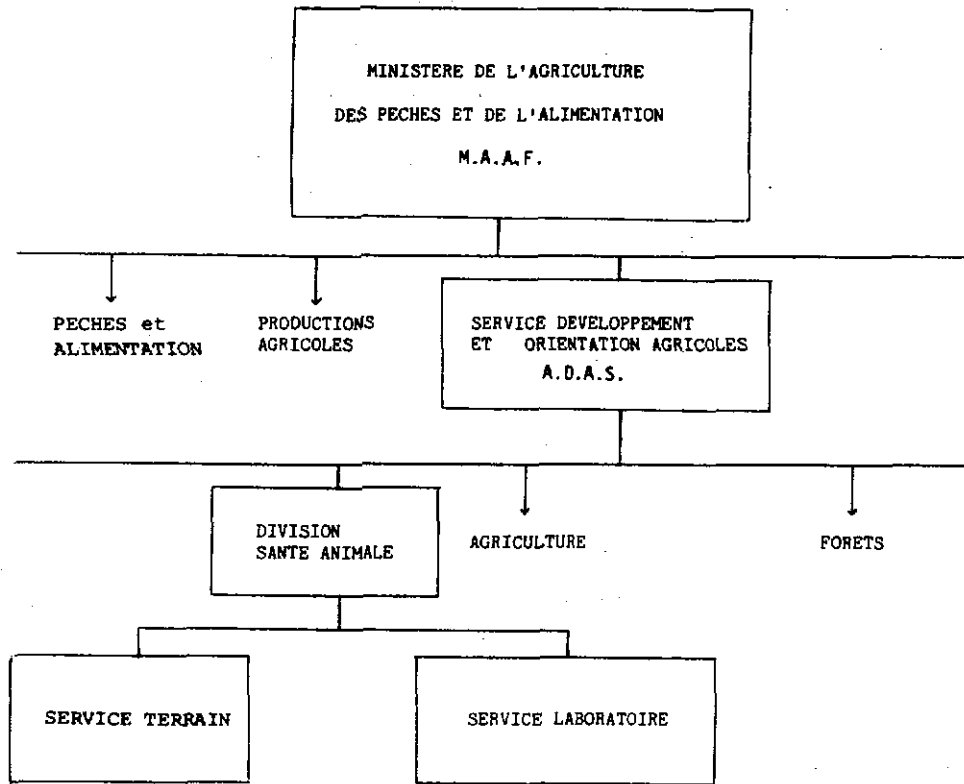 MINISTERE DE L'AGRICULTURE
DES PECHES ET DE L'ALIMENTATION
M.A.A.F.
PECHES et
ALIMENTATION
PRODUCTIONS
AGRICOLES
SERVICE DEVELOPPEMENT
ET ORIENTATION AGRICOLES
A.D.A.S.
DIVISION
SANTE ANIMALE
AGRICULTURE
FORETS
SERVICE TERRAIN
SERVICE LABORATOIRE